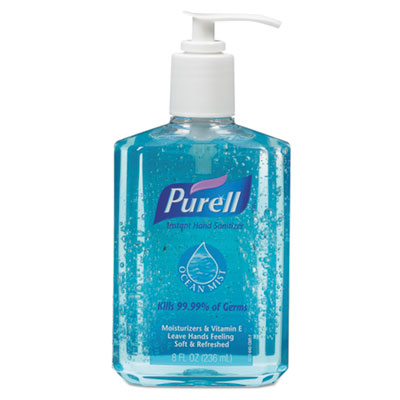 Purell
Instant Hand Sanitizer
OCEAN MIST
Kills 99.99% of Germs
Moisturizers & Vitamin E
Leave Hands Feeling
Soft & Refreshed
8 FL OZ (236 mL)